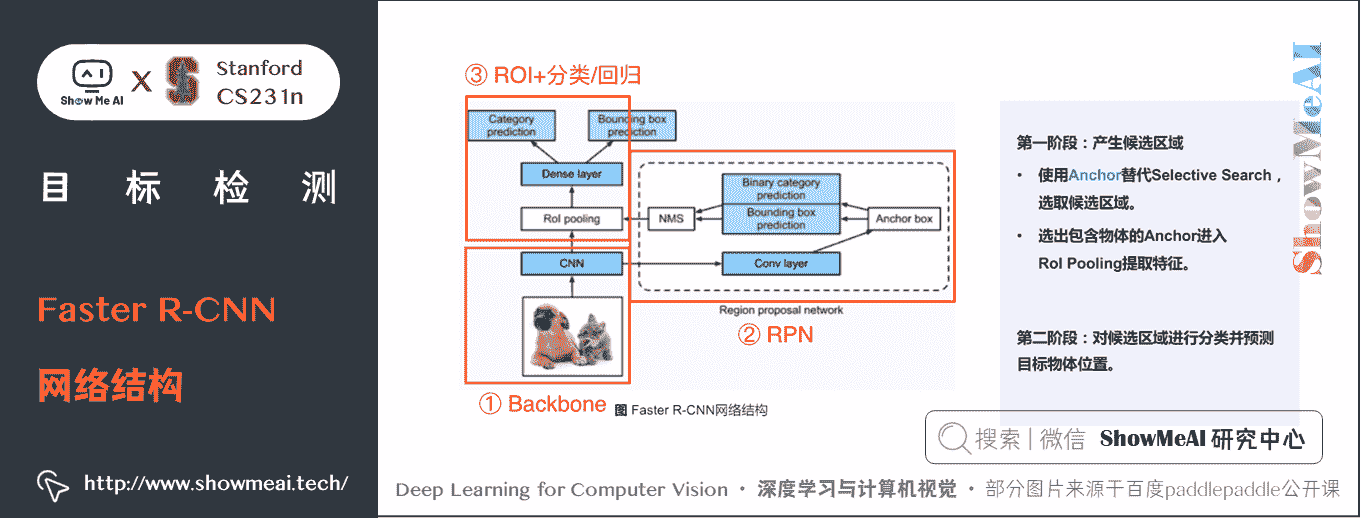 Show Me AI
X
S
Stanford
CS231n
目标检测
Faster R-CNN
网络结构
http://www.showmeai.tech/
③ ROI+分类/回归
Category
prediction
Bounding box
prediction
Dense layer
RoI pooling
CNN
NMS
Binary category
prediction
Bounding box
prediction
Anchor box
Conv layer
Region proposal network
② RPN
① Backbone
图 Faster R-CNN网络结构
第一阶段：产生候选区域
• 使用Anchor替代Selective Search，
选取候选区域。
• 选出包含物体的Anchor进入
RoI Pooling提取特征。
第二阶段：对候选区域进行分类并预测
目标物体位置。
ShowMeAI
搜索 | 微信 ShowMeAI 研究中心
Deep Learning for Computer Vision · 深度学习与计算机视觉 · 部分图片来源于百度paddlepaddle公开课